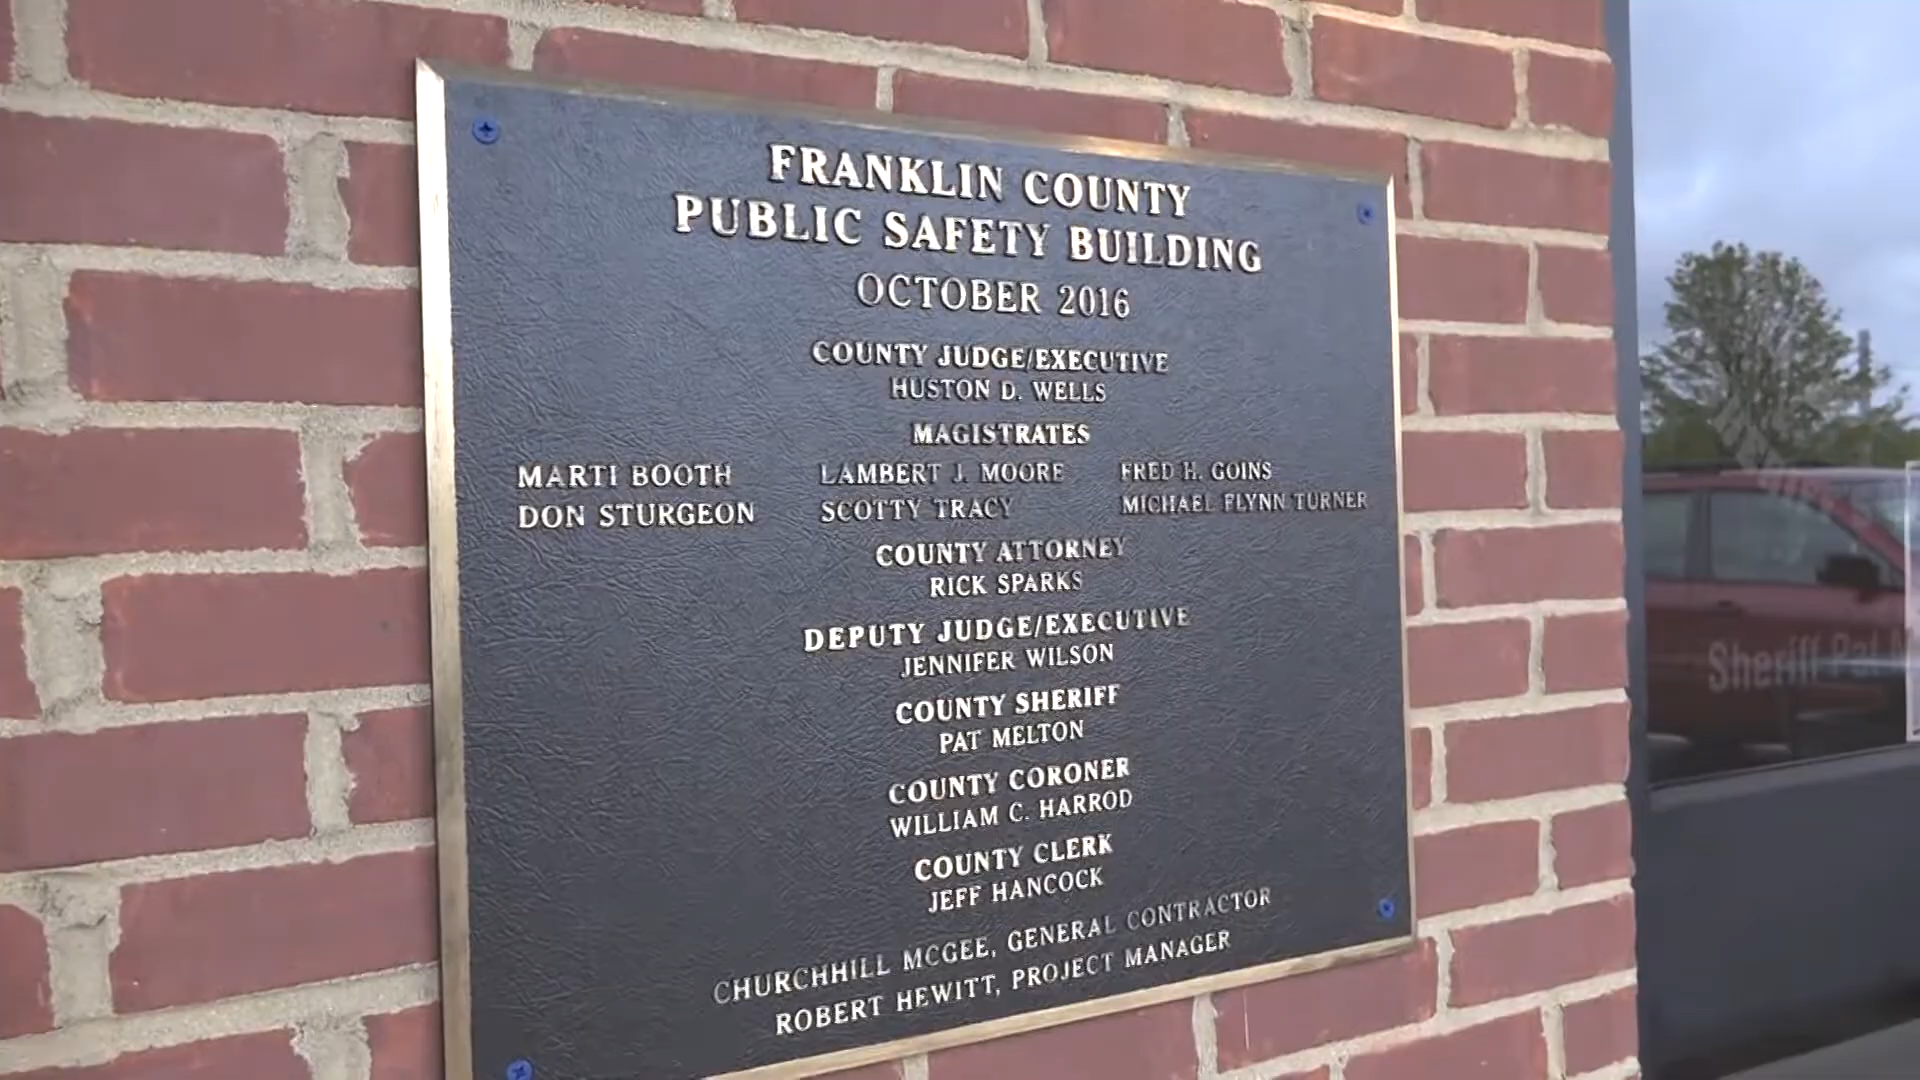 FRANKLIN COUNTY
PUBLIC SAFETY BUILDING
OCTOBER 2016
COUNTY JUDGE/EXECUTIVE
HUSTON D. WELLS
MAGISTRATES
MARTI BOOTH LAMBERT J. MOORE FRED H. GOINS
DON STURGEON SCOTTY TRACY MICHAEL FLYNN TURNER
COUNTY ATTORNEY
RICK SPARKS
DEPUTY JUDGE/EXECUTIVE
JENNIFER WILSON
COUNTY SHERIFF
PAT MELTON
COUNTY CORONER
WILLIAM C. HARROD
COUNTY CLERK
JEFF HANCOCK
CHURCHHILL MCGEE, GENERAL CONTRACTOR
ROBERT HEWITT, PROJECT MANAGER
Sheriff Pat